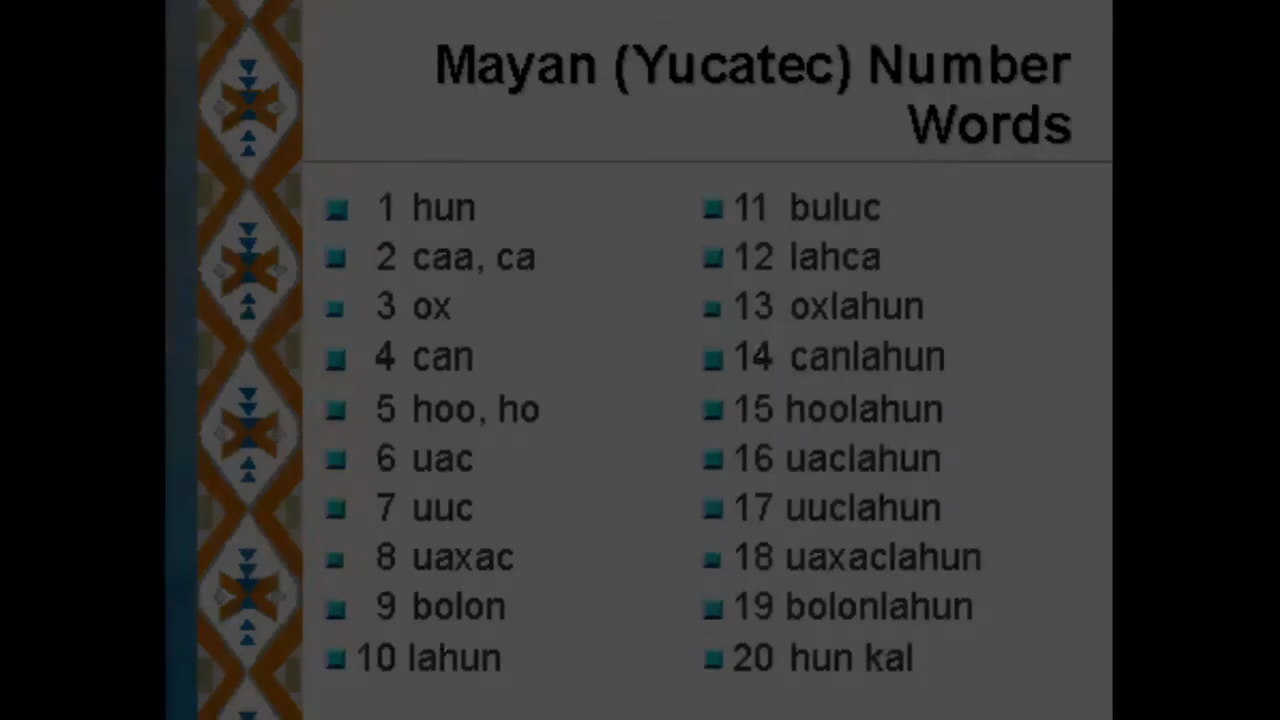 Mayan (Yucatec) Number
Words
1 hun
2 caa, ca
3 ox
4 can
5 hoo, ho
6 uac
7 uuc
8 uaxac
9 bolon
10 lahun
11 buluc
12 lahca
13 oxlahun
14 canlahun
15 hoolahun
16 uaclahun
17 uuclahun
18 uaxaclahun
19 bolonlahun
20 hun kal